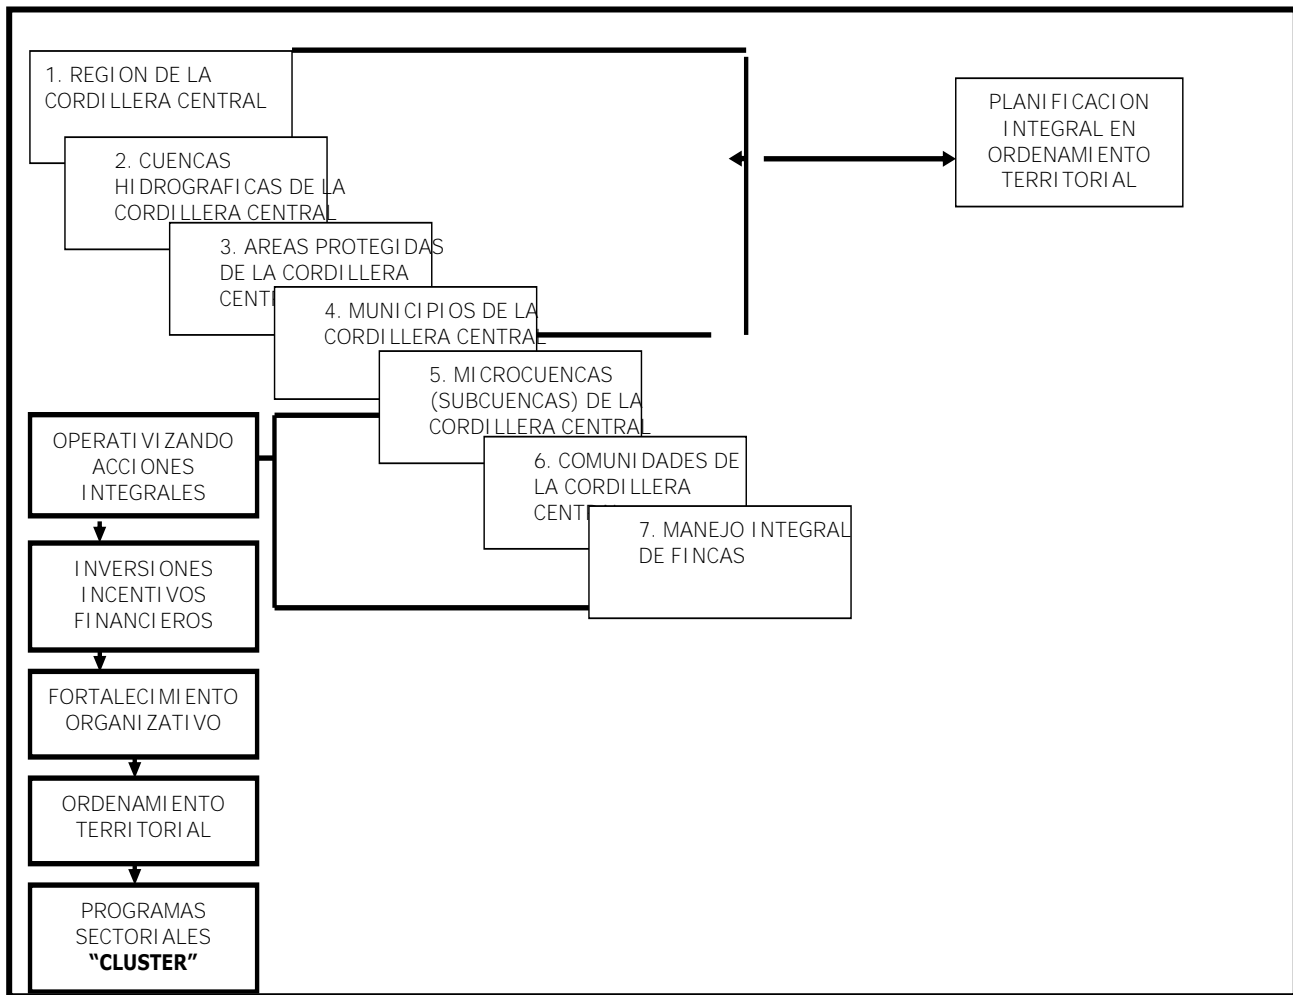 1. REGION DE LA
CORDILLERA CENTRAL
PLANIFICACION
INTEGRAL EN
ORDENAMIENTO
TERRITORIAL
2. CUENCAS
HIDROGRAFICAS DE LA
CORDILLERA CENTRAL
3. AREAS PROTEGIDAS
DE LA CORDILLERA
4. MUNICIPIOS DE LA
CORDILLERA CENTRAL
5. MICROCUENCAS
(SUBCUENCAS) DE LA
CORDILLERA CENTRAL
6. COMUNIDADES DE
LA CORDILLERA
7. MANEJO INTEGRAL
DE FINCAS
OPERATIVIZANDO
ACCIONES
INTEGRALES
INVERSIONES
INCENTIVOS
FINANCIEROS
FORTALECIMIENTO
ORGANIZATIVO
ORDENAMIENTO
TERRITORIAL
PROGRAMAS
SECTORIALES
“CLUSTER”